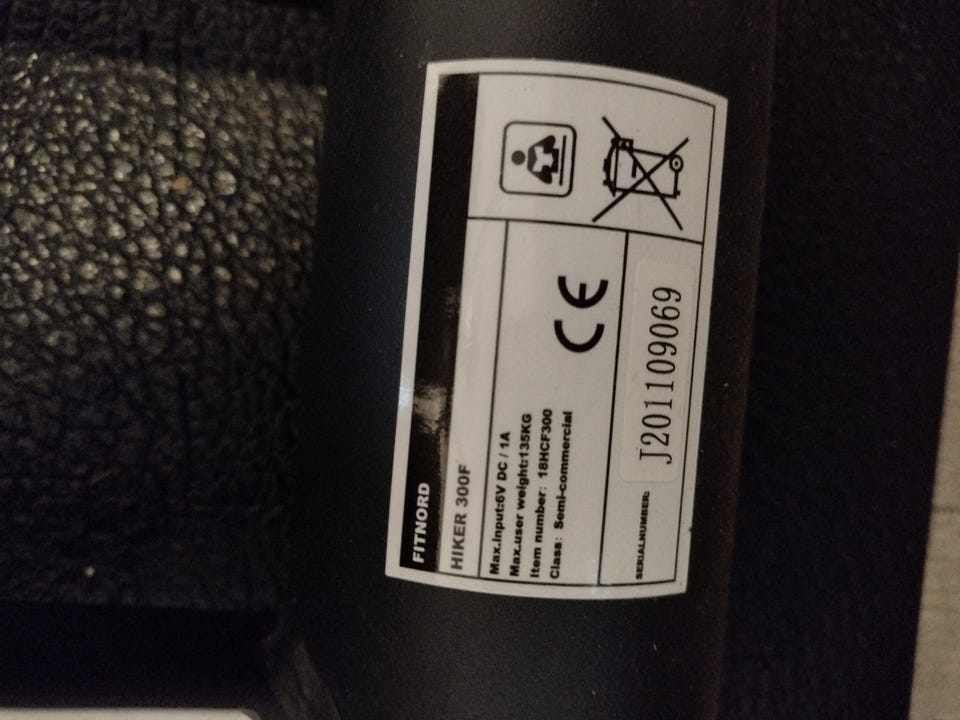 FITNORD
HIKER 300F
Max.input:6V DC / 1A
Max.user weight:135KG
Item number: 18HCF300
Class: Semi-commercial
CE
SERIALNUMBER: J201109069